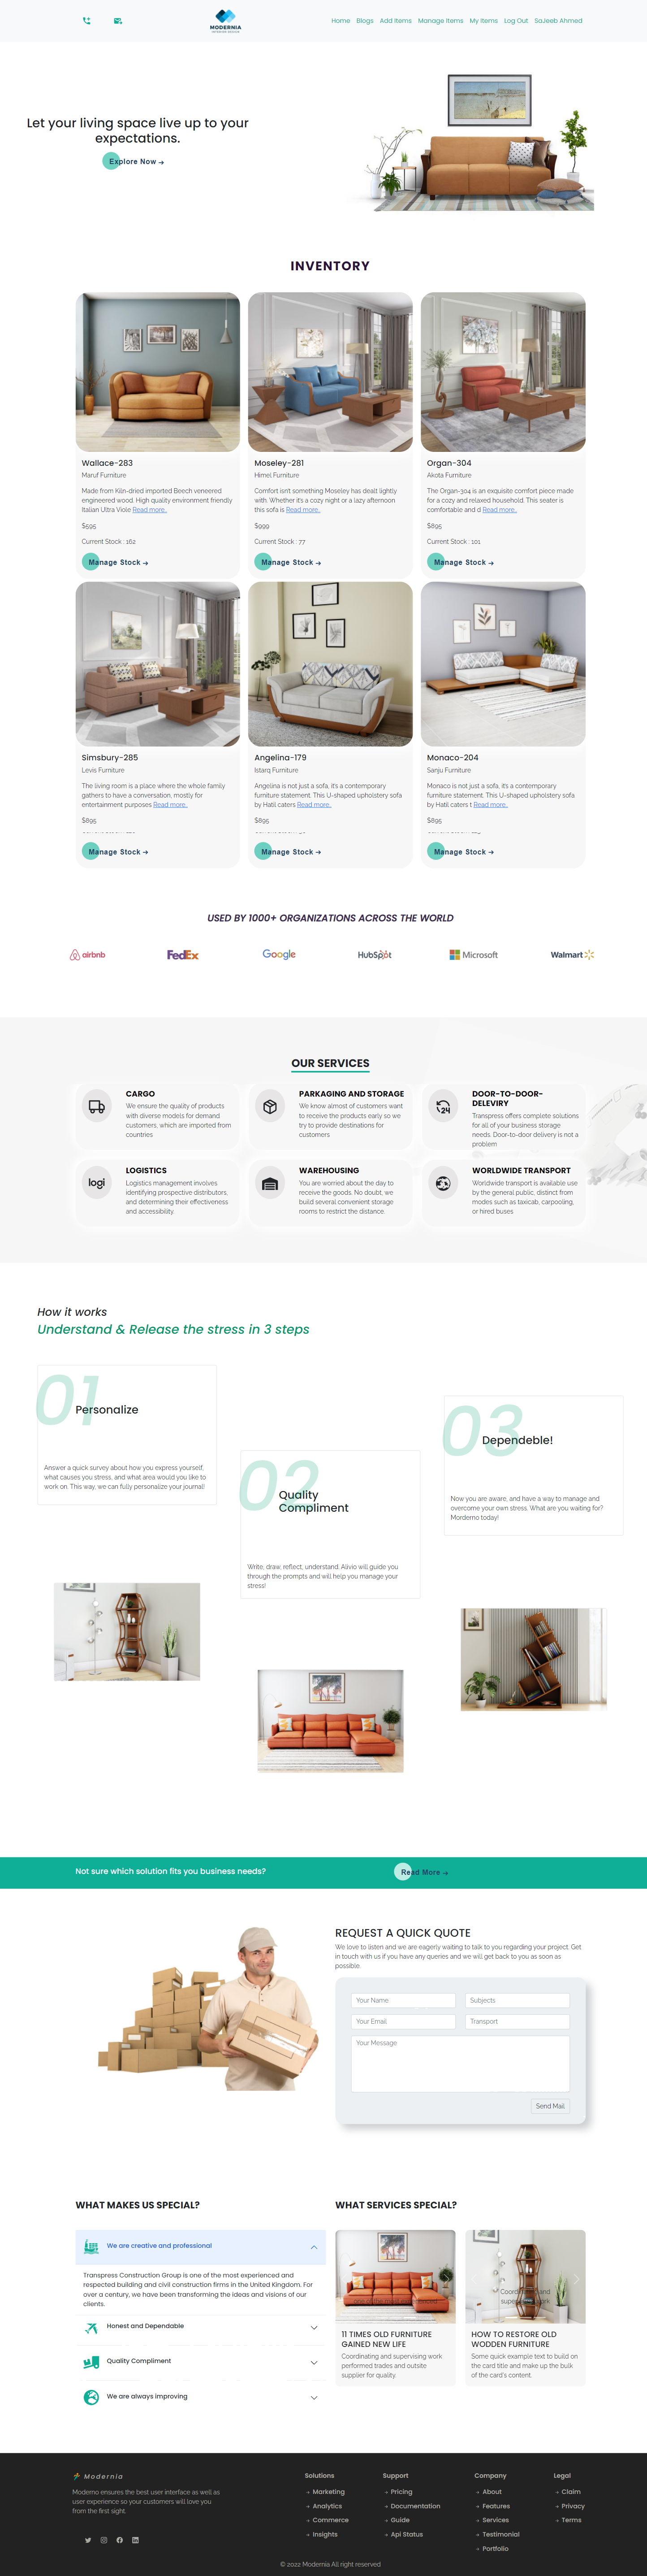 MODERNIA
Home Blogs Add Items Manage Items My Items Log Out SaJeeb Ahmed
Let your living space live up to your
expectations.
Explore Now →
INVENTORY
Wallace-283
Maruf Furniture
Made from Kiln-dried imported Beech veneered
engineered wood. High quality environment friendly
Italian Ultra Viole Read more..
$595
Current Stock : 162
Manage Stock →
Moseley-281
Himel Furniture
Comfort isn't something Moseley has dealt lightly
with. Whether it's a cozy night or a lazy afternoon
this sofa is Read more..
$999
Current Stock : 77
Manage Stock →
Organ-304
Akota Furniture
The Organ-304 is an exquisite comfort piece made
for a cozy and relaxed household. This seater is
comfortable and d Read more..
$895
Current Stock : 101
Manage Stock →
Simsbury-285
Levis Furniture
The living room is a place where the whole family
gathers to have a conversation, mostly for
entertainment purposes Read more..
$895
Manage Stock →
Angelina-179
Istarq Furniture
Angelina is not just a sofa, it's a contemporary
furniture statement. This U-shaped upholstery sofa
by Hatil caters Read more..
$895
Manage Stock →
Monaco-204
Sanju Furniture
Monaco is not just a sofa, it's a contemporary
furniture statement. This U-shaped upholstery sofa
by Hatil caters t Read more..
$895
Manage Stock →
USED BY 1000+ ORGANIZATIONS ACROSS THE WORLD
airbnb FedEx Google HubSpot Microsoft Walmart
OUR SERVICES
CARGO
We ensure the quality of products
with diverse models for demand
customers, which are imported from
countries
PARKAGING AND STORAGE
We know almost of customers want
to receive the products early so we
try to provide destinations for
customers
24
DOOR-TO-DOOR-
DELEVIRY
Transpress offers complete solutions
for all of your business storage
needs. Door-to-door delivery is not a
problem
logi
LOGISTICS
Logistics management involves
identifying prospective distributors,
and determining their effectiveness
and accessibility.
WAREHOUSING
You are worried about the day to
receive the goods. No doubt, we
build several convenient storage
rooms to restrict the distance.
WORLDWIDE TRANSPORT
Worldwide transport is available use
by the general public, distinct from
modes such as taxicab, carpooling,
or hired buses
How it works
Understand & Release the stress in 3 steps
01
Personalize
Answer a quick survey about how you express yourself,
what causes you stress, and what area would you like to
work on. This way, we can fully personalize your journal!
02
Quality
Compliment
Write, draw, reflect, understand. Alivio will guide you
through the prompts and will help you manage your
stress!
03
Dependeble!
Now you are aware, and have a way to manage and
overcome your own stress. What are you waiting for?
Morderno today!
Not sure which solution fits you business needs?
Read More →
REQUEST A QUICK QUOTE
We love to listen and we are eagerly waiting to talk to you regarding your project. Get
in touch with us if you have any queries and we will get back to you as soon as
possible.
Your Name
Subjects
Your Email
Transport
Your Message
Send Mail
WHAT MAKES US SPECIAL?
We are creative and professional
Transpress Construction Group is one of the most experienced and
respected building and civil construction firms in the United Kingdom. For
over a century, we have been transforming the ideas and visions of our
clients.
Honest and Dependable
Quality Compliment
We are always improving
WHAT SERVICES SPECIAL?
11 TIMES OLD FURNITURE
GAINED NEW LIFE
Coordinating and supervising work
performed trades and outsite
supplier for quality.
HOW TO RESTORE OLD
WODDEN FURNITURE
Some quick example text to build on
the card title and make up the bulk
of the card's content.
Modernia
Moderno ensures the best user interface as well as
user experience so your customers will love you
from the first sight.
Solutions
Marketing
Analytics
Commerce
Insights
Support
Pricing
Documentation
Guide
Api Status
Company
About
Features
Services
Testimonial
Portfolio
Legal
Claim
Privacy
Terms
© 2022 Modernia All right reserved